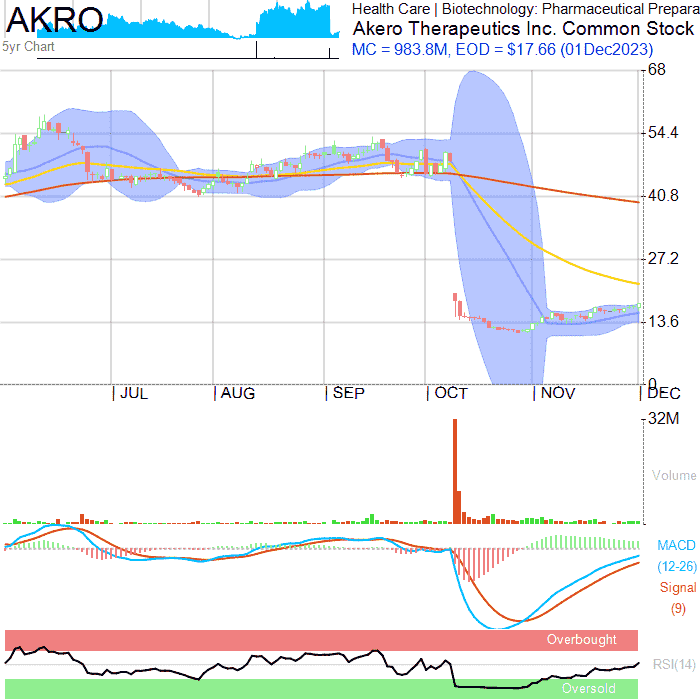 AKRO
Health Care | Biotechnology: Pharmaceutical Prepara
Akero Therapeutics Inc. Common Stock
5yr Chart
MC = 983.8M, EOD = $17.66 (01Dec2023)
68
54.4
40.8
27.2
13.6
0
JUL AUG SEP OCT NOV DEC
32M
Volume
MACD
(12-26)
Signal
(9)
Overbought
RSI(14)
Oversold